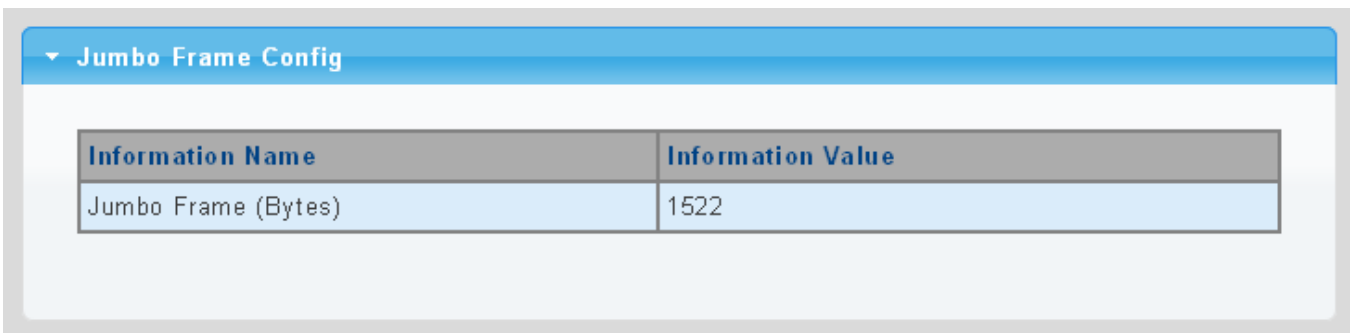 Jumbo Frame Config
Information Name Information Value
Jumbo Frame (Bytes) 1522